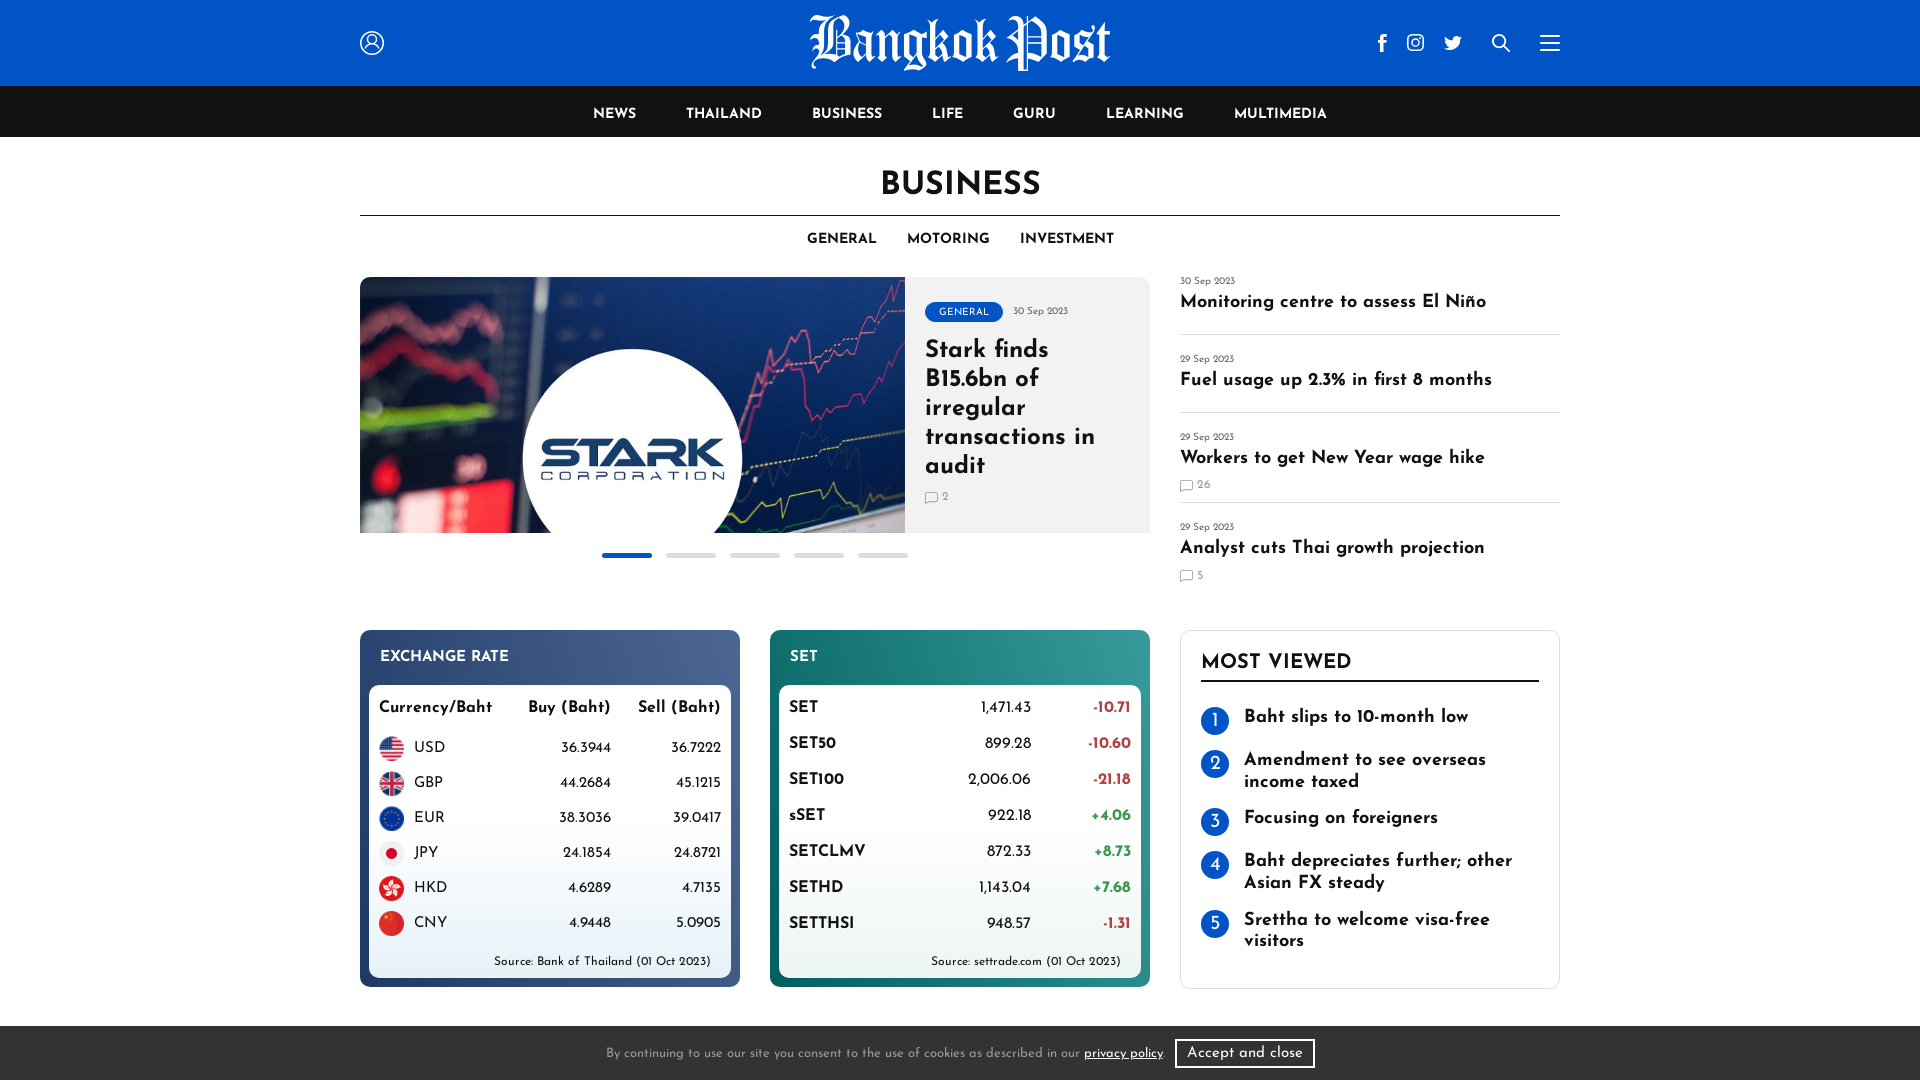 Bangkok Post
NEWS THAILAND BUSINESS LIFE GURU LEARNING MULTIMEDIA
BUSINESS
GENERAL MOTORING INVESTMENT
STARK
CORPORATION
GENERAL 30 Sep 2023
Stark finds
B15.6bn of
irregular
transactions in
audit
2
30 Sep 2023
Monitoring centre to assess El Niño
29 Sep 2023
Fuel usage up 2.3% in first 8 months
29 Sep 2023
Workers to get New Year wage hike
26
29 Sep 2023
Analyst cuts Thai growth projection
5
EXCHANGE RATE
Currency/Baht Buy (Baht) Sell (Baht)
USD 36.3944 36.7222
GBP 44.2684 45.1215
EUR 38.3036 39.0417
JPY 24.1854 24.8721
HKD 4.6289 4.7135
CNY 4.9448 5.0905
Source: Bank of Thailand (01 Oct 2023)
SET
SET 1,471.43 -10.71
SET50 899.28 -10.60
SET100 2,006.06 -21.18
sSET 922.18 +4.06
SETCLMV 872.33 +8.73
SETHD 1,143.04 +7.68
SETTHSI 948.57 -1.31
Source: settrade.com (01 Oct 2023)
MOST VIEWED
1 Baht slips to 10-month low
2 Amendment to see overseas
income taxed
3 Focusing on foreigners
4 Baht depreciates further; other
Asian FX steady
5 Srettha to welcome visa-free
visitors
By continuing to use our site you consent to the use of cookies as described in our privacy policy. Accept and close